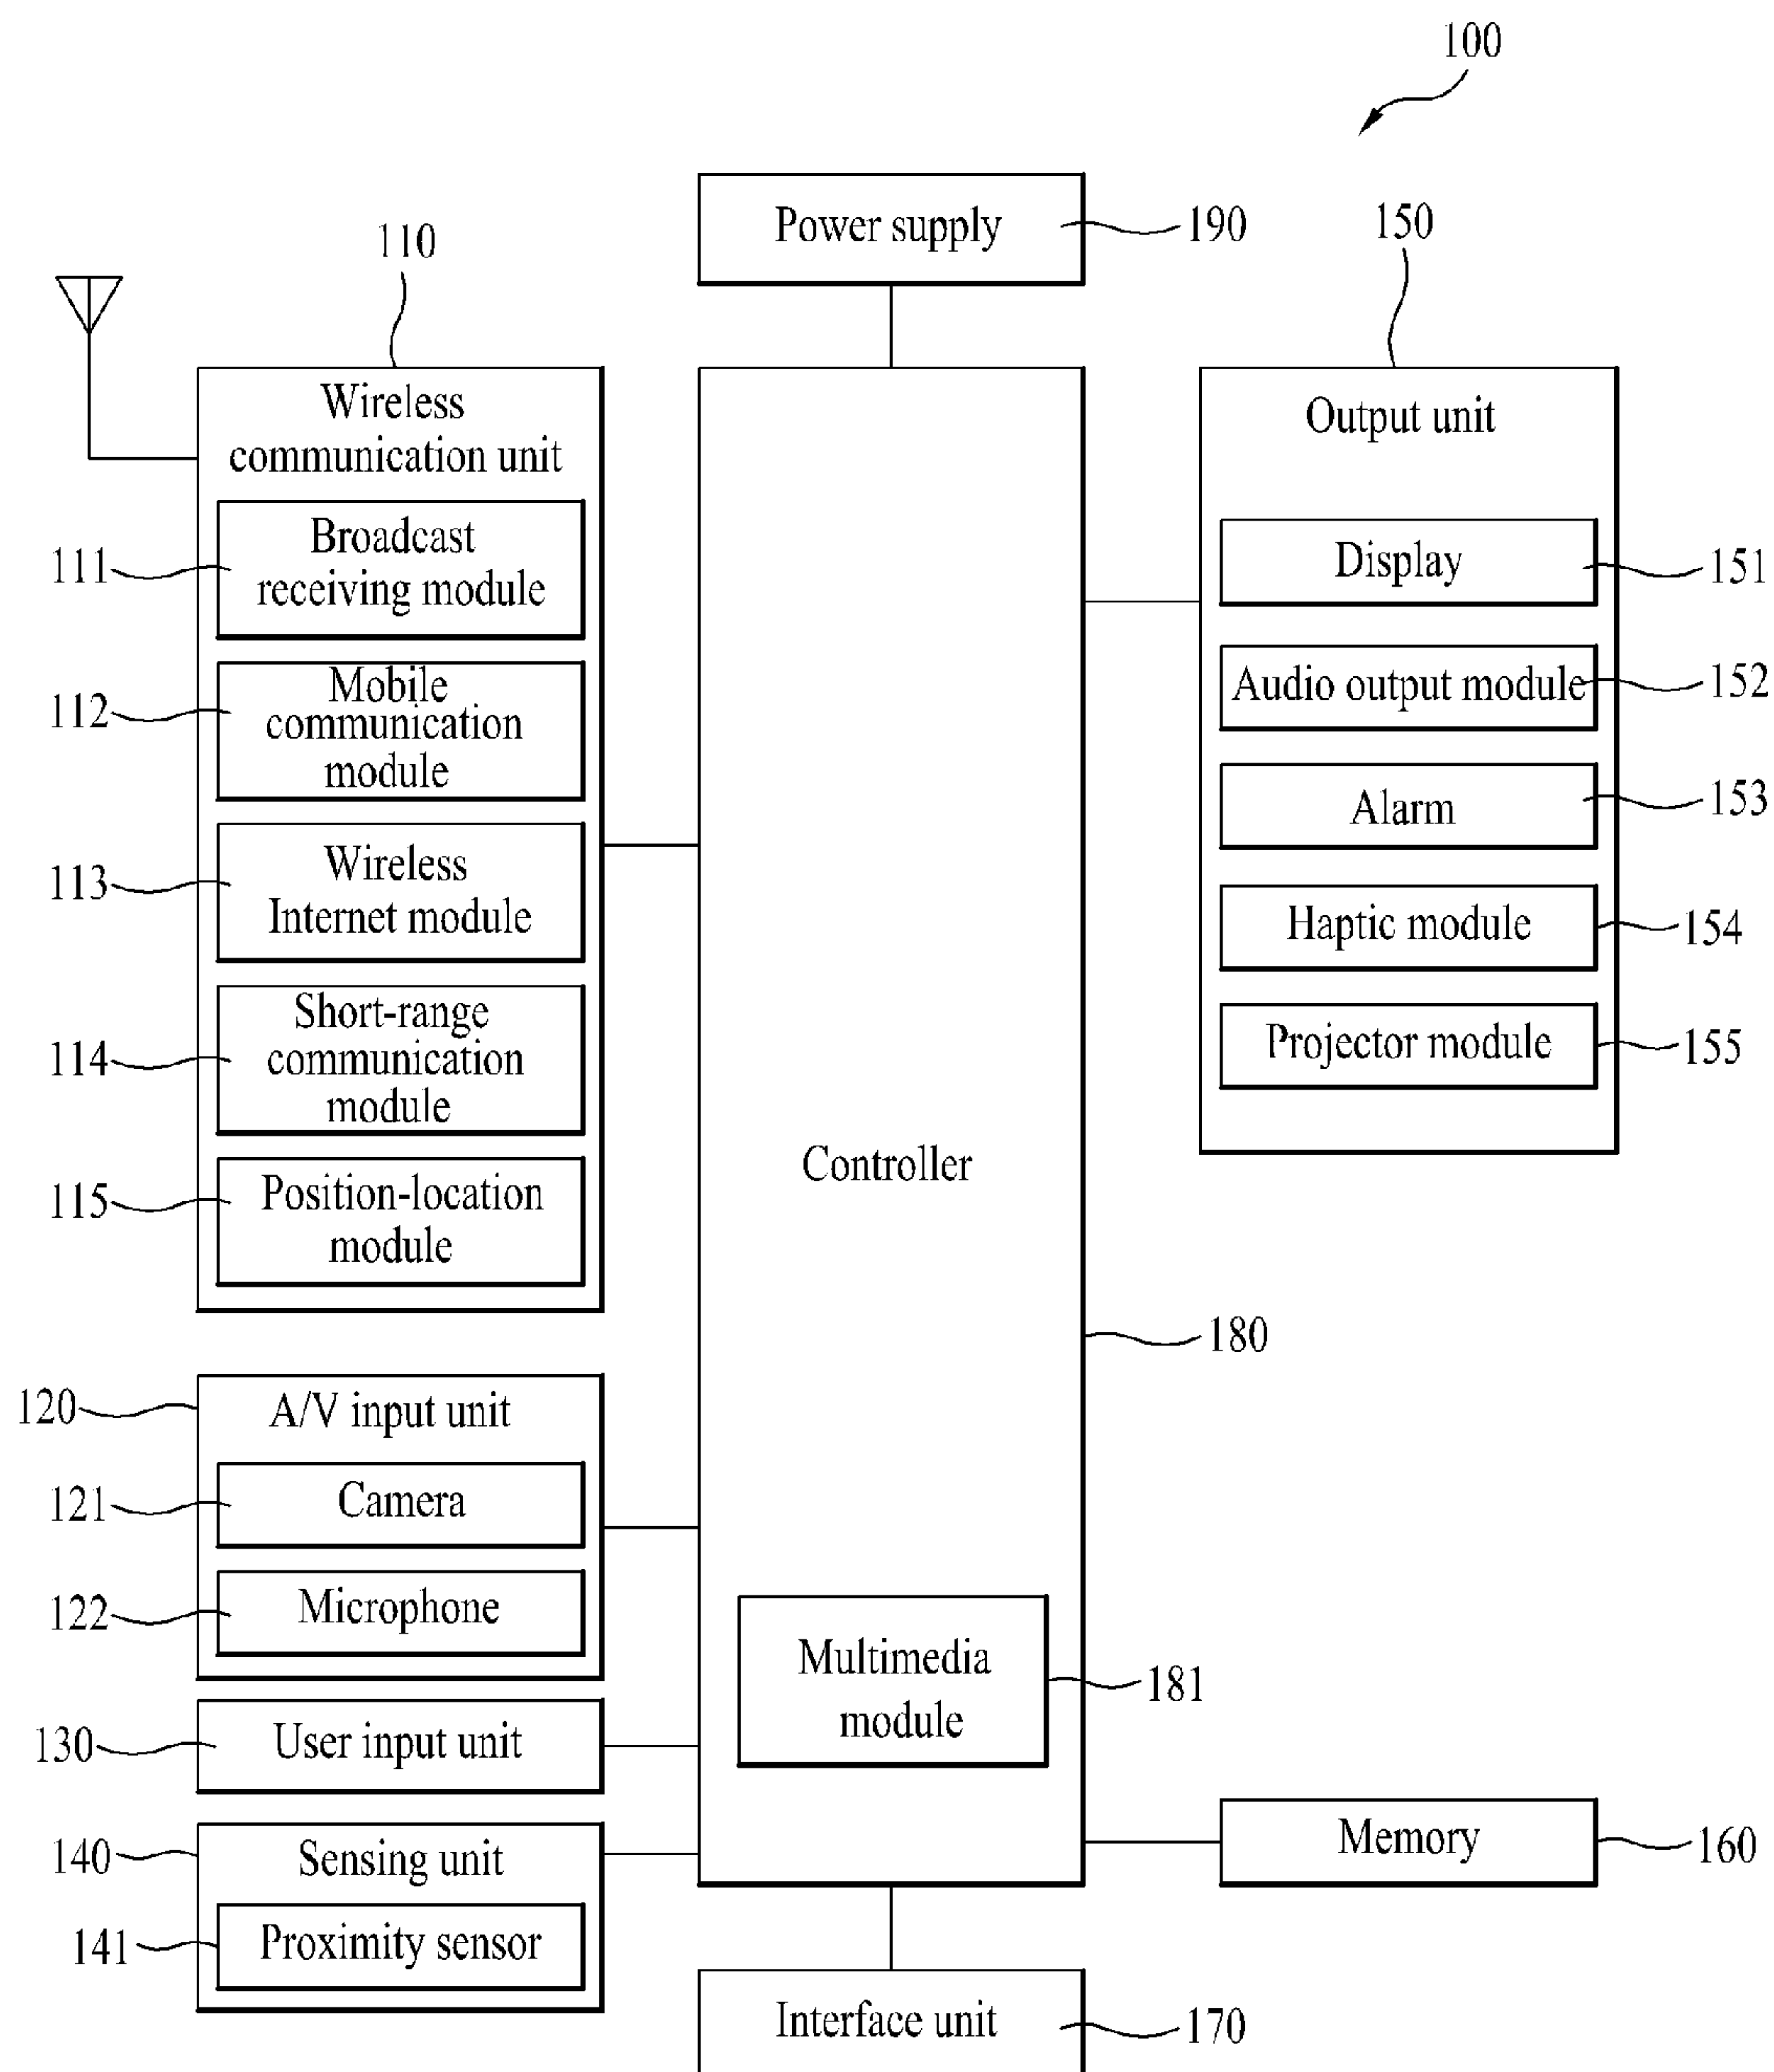 100
Power supply
190
110
150
Wireless
communication unit
Broadcast
receiving module
111
Mobile
communication
module
112
Wireless
Internet module
113
Short-range
communication
module
114
Position-location
module
115
Controller
180
Output unit
Display
151
Audio output module
152
Alarm
153
Haptic module
154
Projector module
155
120
A/V input unit
121
Camera
122
Microphone
Multimedia
module
181
130
User input unit
140
Sensing unit
141
Proximity sensor
Memory
160
Interface unit
170